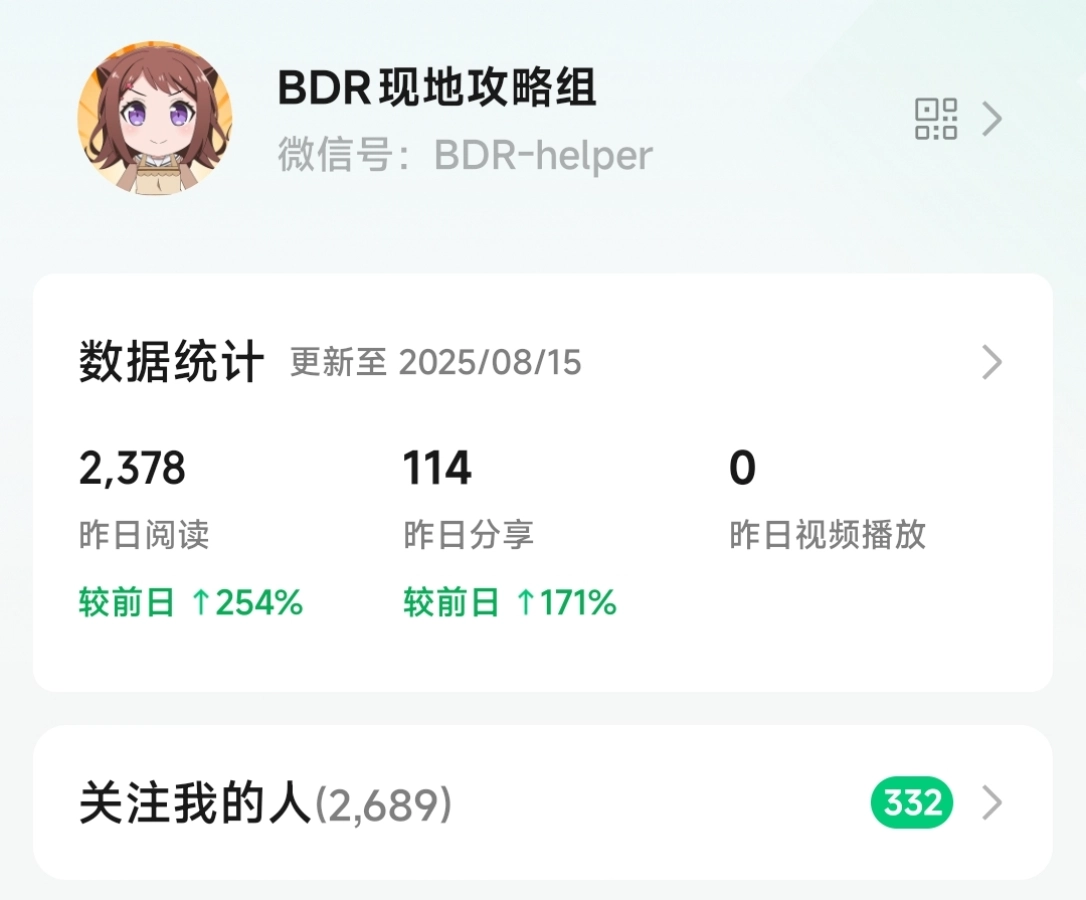 BDR现地攻略组
微信号：BDR-helper
数据统计 更新至 2025/08/15
2,378 114 0
昨日阅读 昨日分享 昨日视频播放
较前日 ↑254% 较前日 ↑171%
关注我的人(2,689) 332